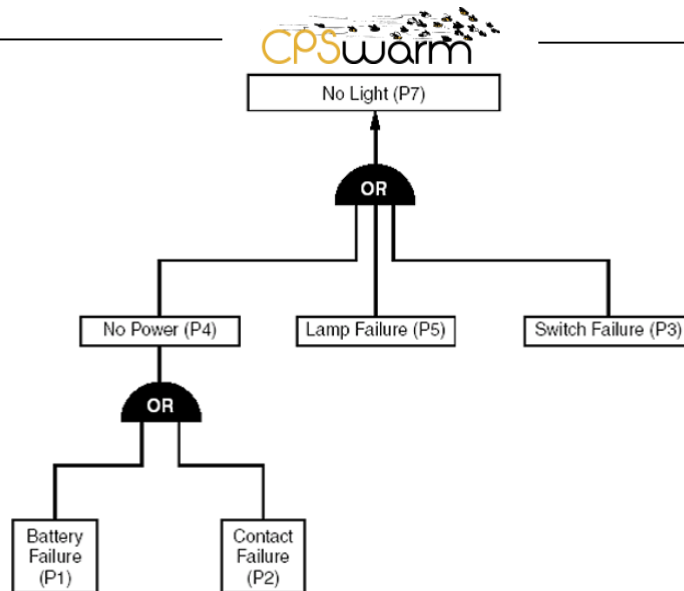 CPSwarm
No Light (P7)
OR
No Power (P4)
Lamp Failure (P5)
Switch Failure (P3)
OR
Battery
Failure
(P1)
Contact
Failure
(P2)